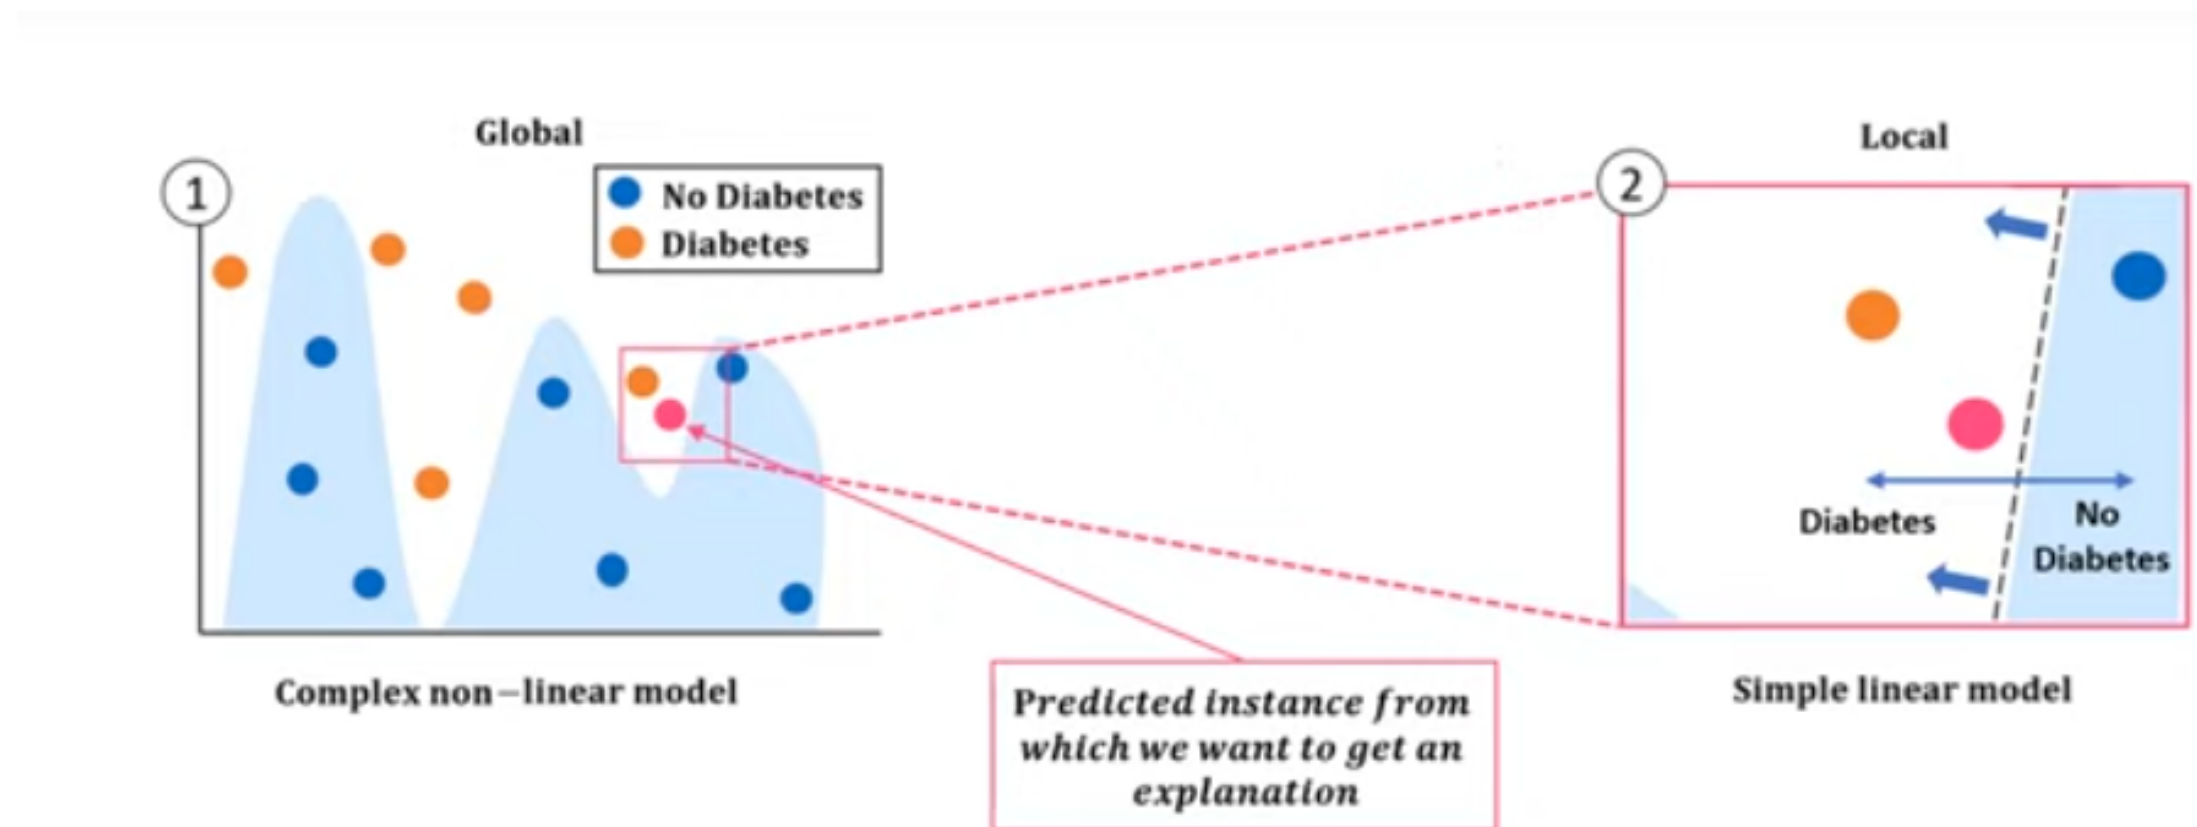 Global
1
No Diabetes
Diabetes
Complex non−linear model
Predicted instance from
which we want to get an
explanation
Local
2
Diabetes
No
Diabetes
Simple linear model